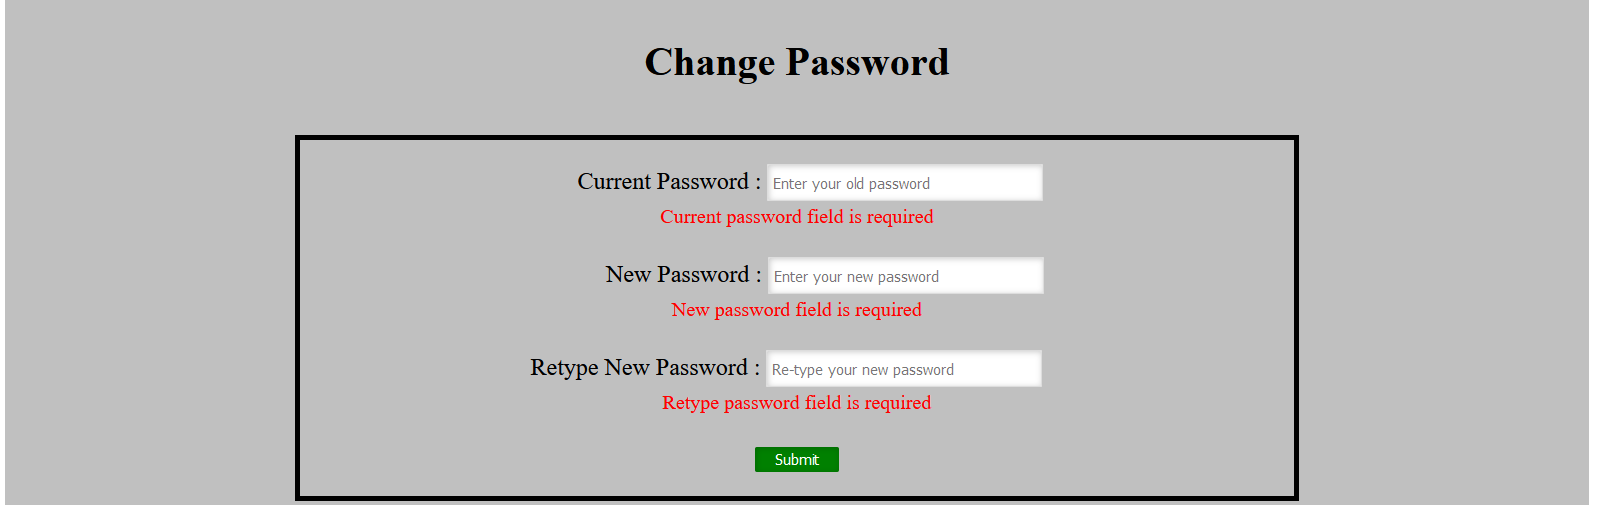 Change Password
Current Password : Enter your old password
Current password field is required
New Password : Enter your new password
New password field is required
Retype New Password : Re-type your new password
Retype password field is required
Submit